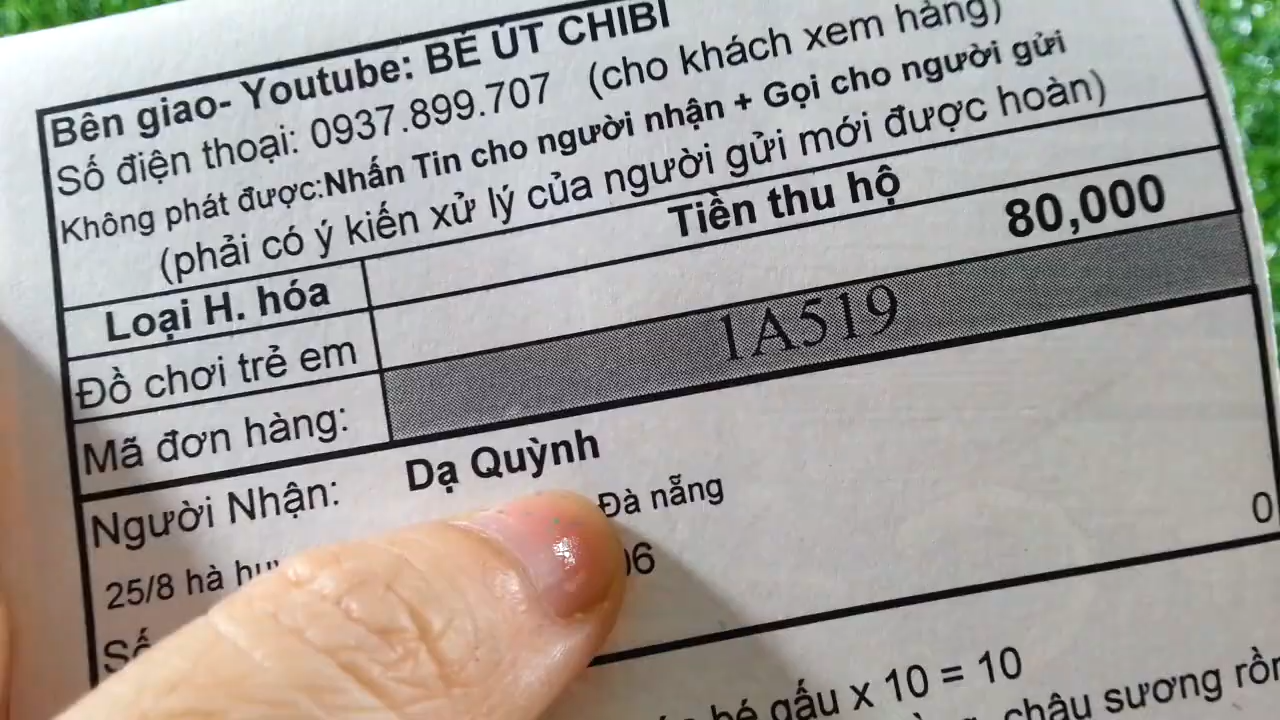 Bên giao- Youtube: BÉ ÚT CHIBI
Số điện thoại: 0937.899.707 (cho khách xem hàng)
Không phát được:Nhấn Tin cho người nhận + Gọi cho người gửi
(phải có ý kiến xử lý của người gửi mới được hoàn)
Loại H. hóa
Tiền thu hộ
Đồ chơi trẻ em
80,000
Mã đơn hàng: 1A519
Người Nhận: Dạ Quỳnh
25/8 hà Đà nẵng
Số 06
0
bé gấu x 10 = 10
châu sương